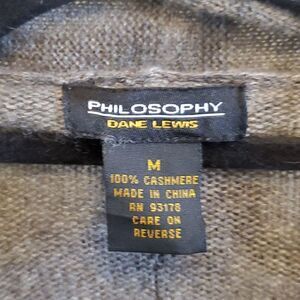 PHILOSOPHY
DANE LEWIS
M
100% CASHMERE
MADE IN CHINA
RN 93178
CARE ON
REVERSE